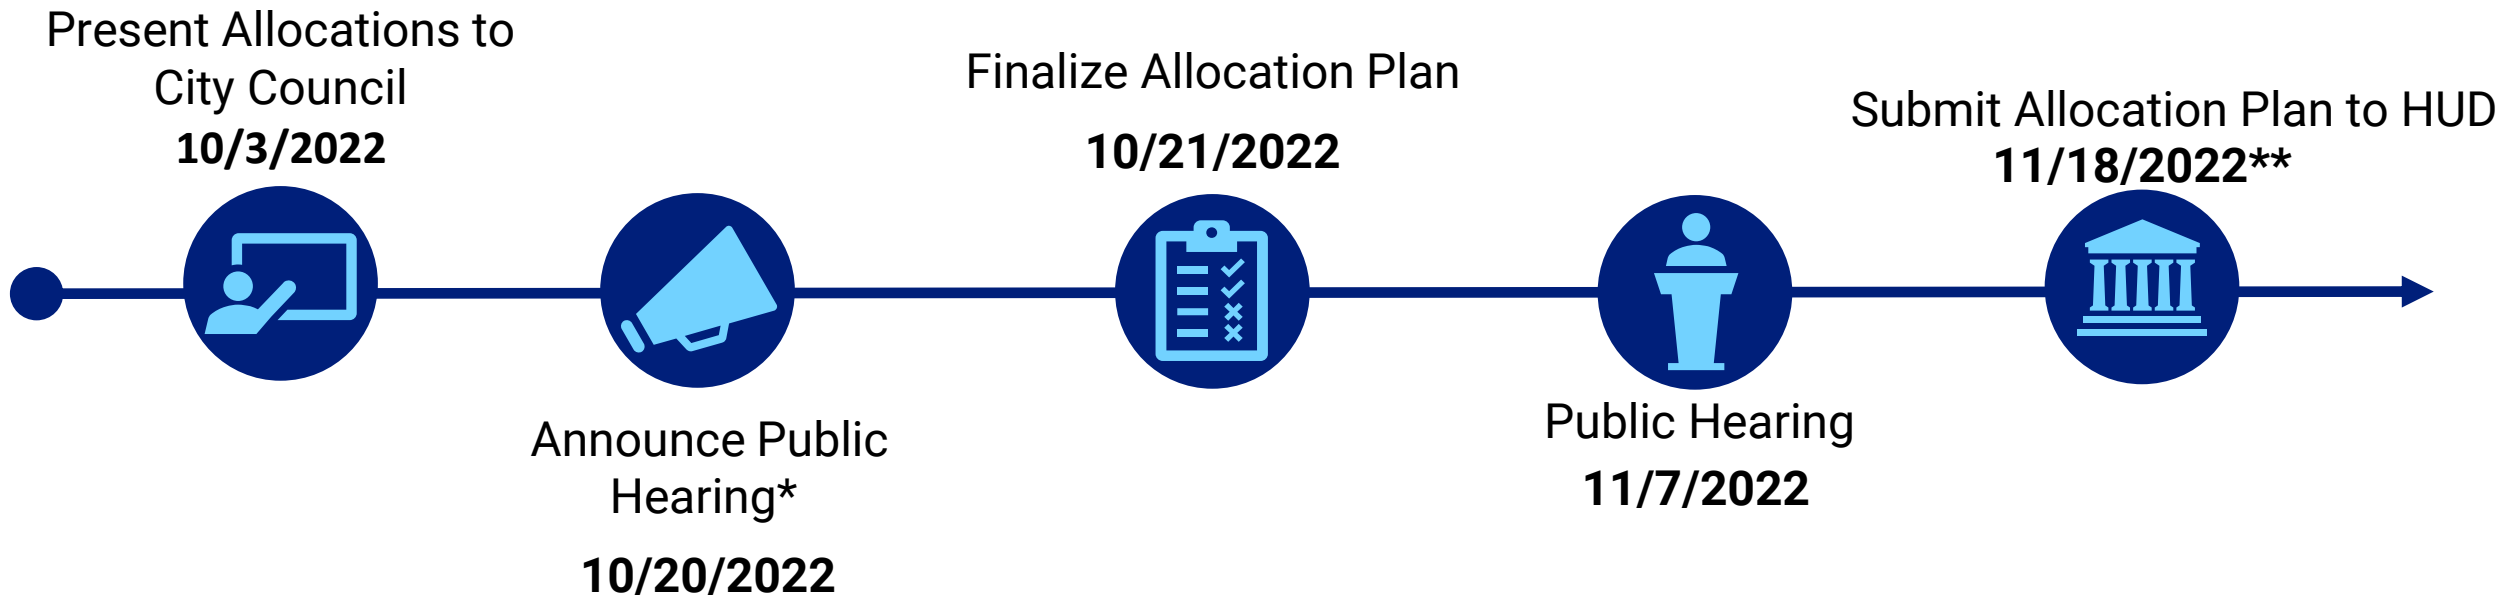 Present Allocations to
City Council
10/3/2022
Announce Public
Hearing*
10/20/2022
Finalize Allocation Plan
10/21/2022
Public Hearing
11/7/2022
Submit Allocation Plan to HUD
11/18/2022**